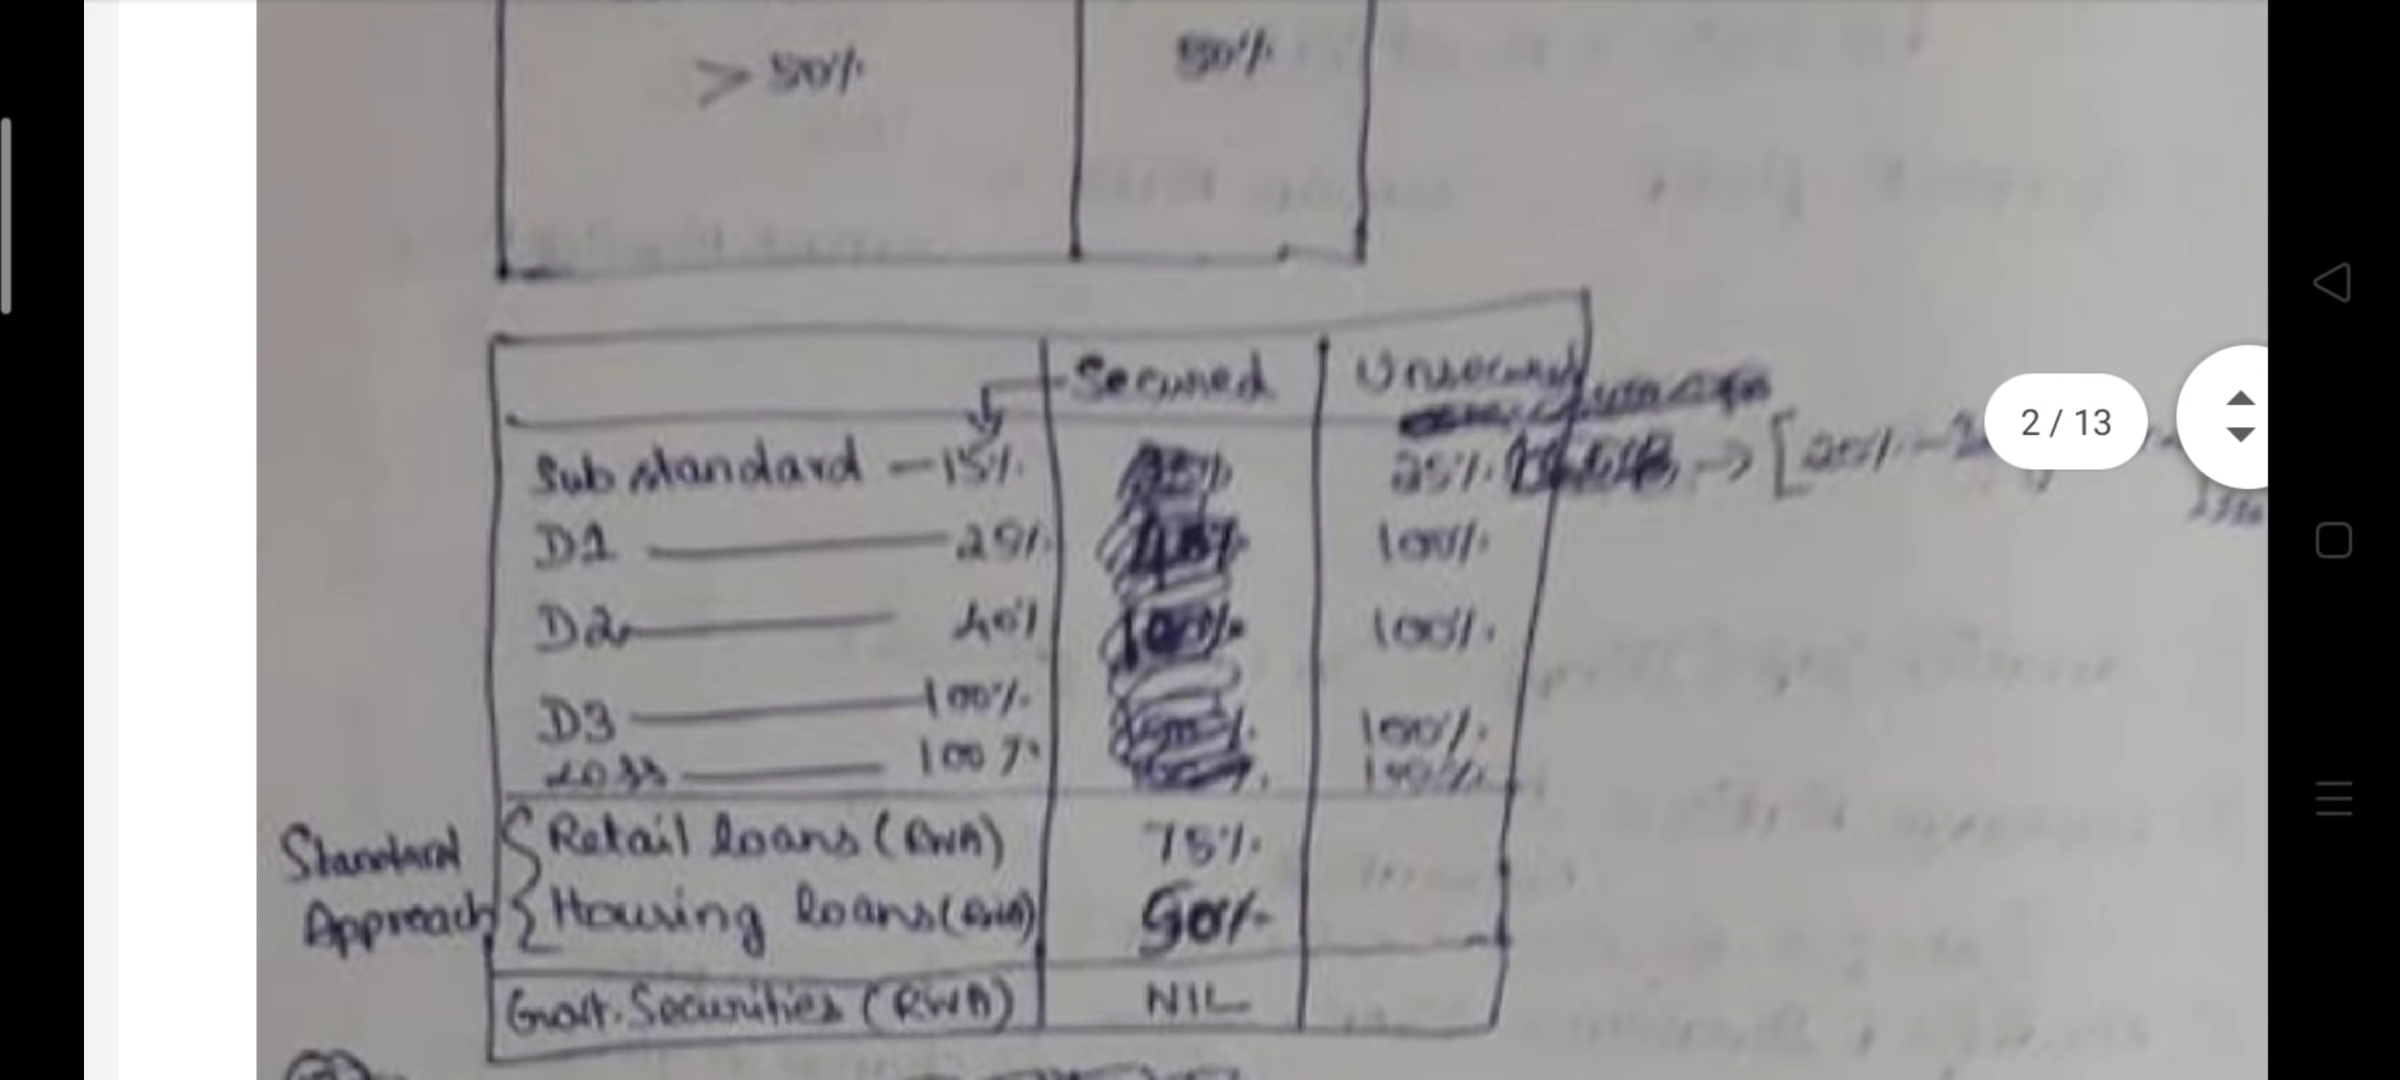 > 50% 50%
Secured Unsecured
Sub standard — 15% 25% → [20% -
2 / 13
D1 — 25% 100%
D2 — 40% 100%
D3 — 100% 100%
Loss — 100% 100%
Standard Approach
Retail loans (RWA) 75%
Housing loans (RWA) 50%
Govt. Securities (RWA) NIL